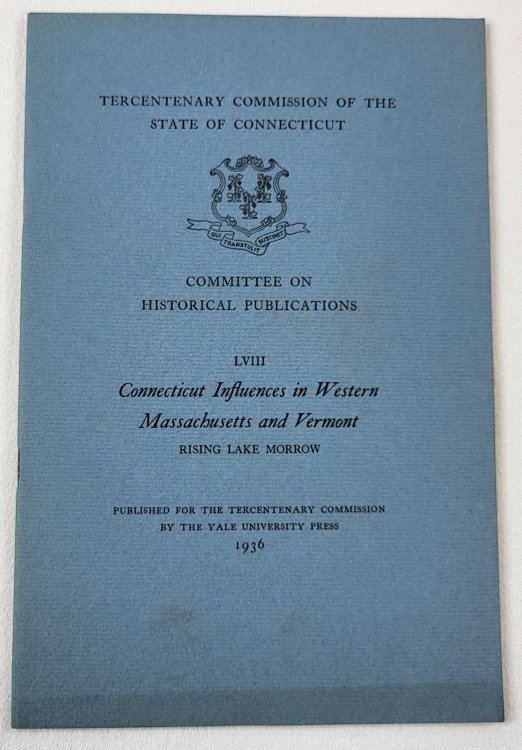 TERCENTENARY COMMISSION OF THE
STATE OF CONNECTICUT
QUI TRANSTULIT SUSTINET
COMMITTEE ON
HISTORICAL PUBLICATIONS
LVIII
Connecticut Influences in Western
Massachusetts and Vermont
RISING LAKE MORROW
PUBLISHED FOR THE TERCENTENARY COMMISSION
BY THE YALE UNIVERSITY PRESS
1936